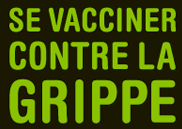 SE VACCINER
CONTRE LA
GRIPPE